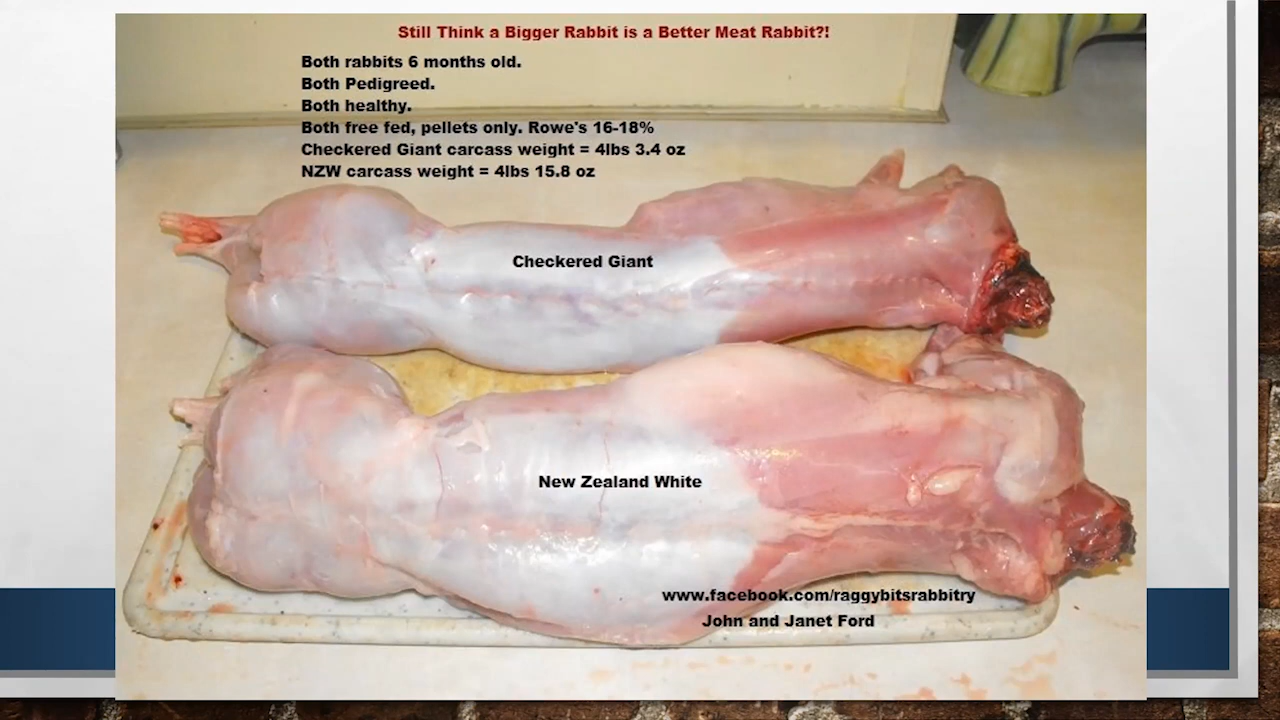 Still Think a Bigger Rabbit is a Better Meat Rabbit?!
Both rabbits 6 months old.
Both Pedigreed.
Both healthy.
Both free fed, pellets only. Rowe's 16-18%
Checkered Giant carcass weight = 4lbs 3.4 oz
NZW carcass weight = 4lbs 15.8 oz
Checkered Giant
New Zealand White
www.facebook.com/raggybitsrabbitry
John and Janet Ford